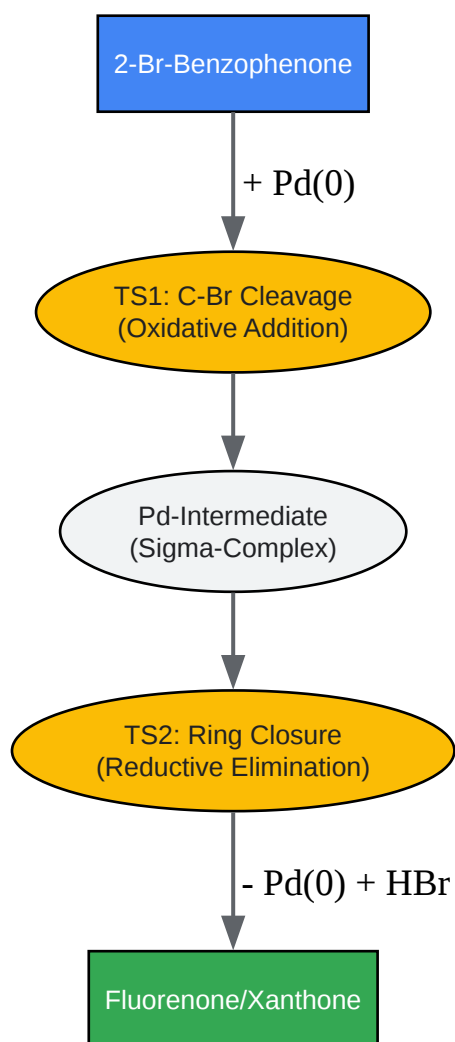 2-Br-Benzophenone
+ Pd(0)
TS1: C-Br Cleavage
(Oxidative Addition)
Pd-Intermediate
(Sigma-Complex)
TS2: Ring Closure
(Reductive Elimination)
- Pd(0) + HBr
Fluorenone/Xanthone